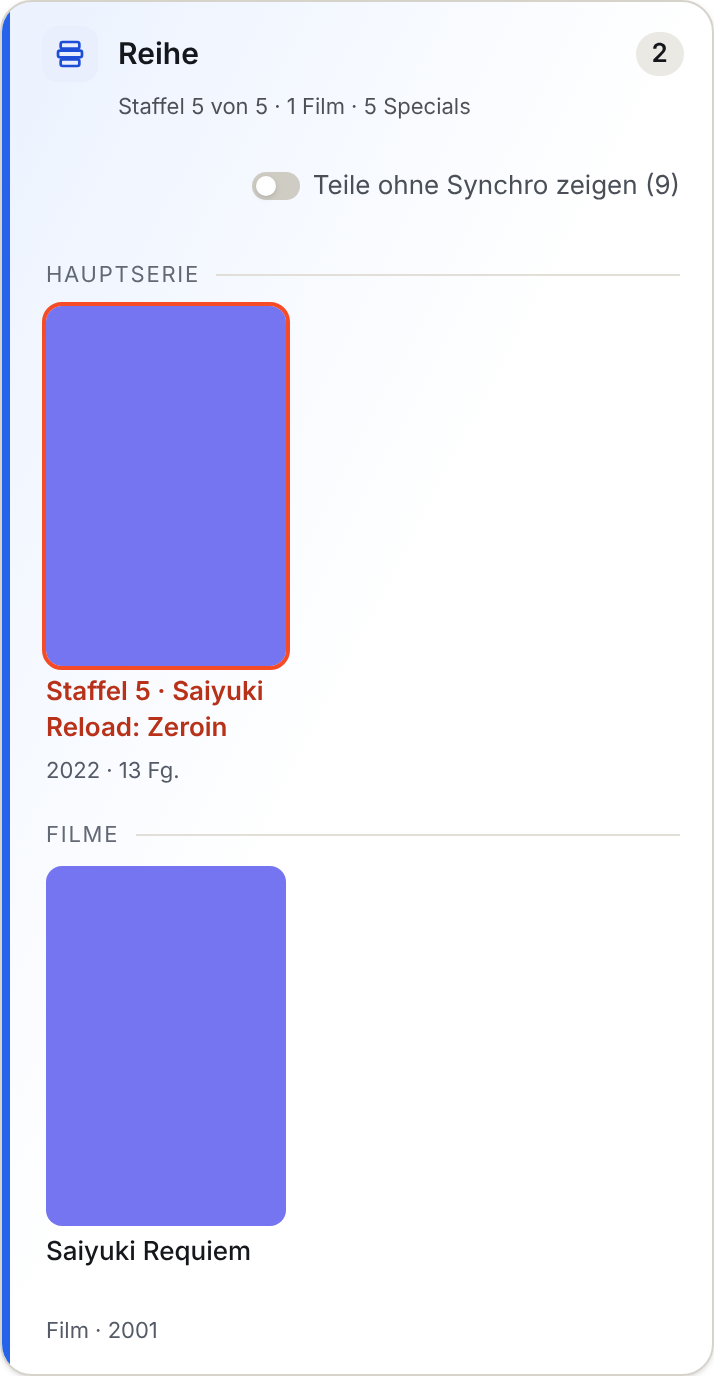 Reihe
2
Staffel 5 von 5 · 1 Film · 5 Specials
Teile ohne Synchro zeigen (9)
HAUPTSERIE
Staffel 5 · Saiyuki
Reload: Zeroin
2022 · 13 Fg.
FILME
Saiyuki Requiem
Film · 2001